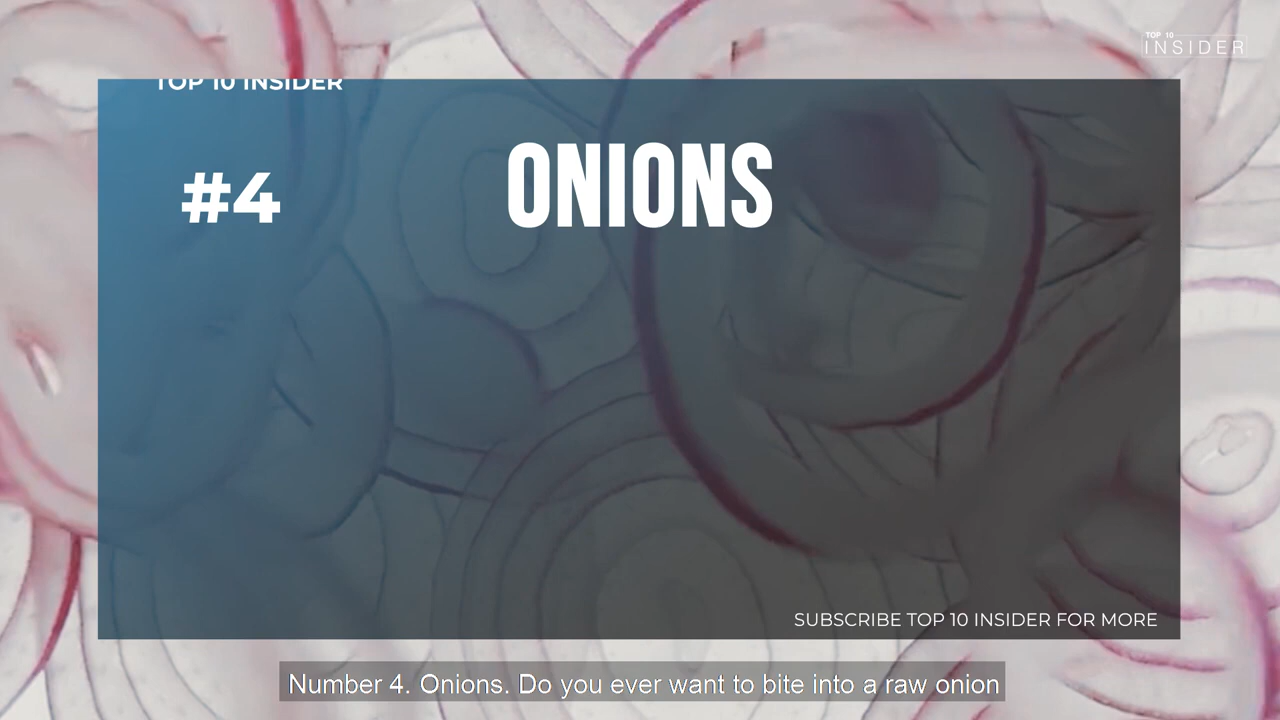 TOP 10
INSIDER
TOP 10 INSIDER
#4
ONIONS
SUBSCRIBE TOP 10 INSIDER FOR MORE
Number 4. Onions. Do you ever want to bite into a raw onion